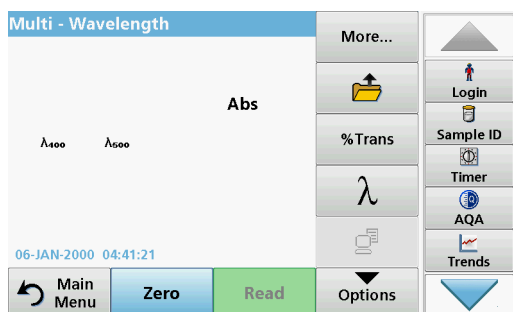 Multi - Wavelength
Abs
λ400 λ500
06-JAN-2000 04:41:21
Main
Menu
Zero
Read
More...
%Trans
λ
Options
Login
Sample ID
Timer
AQA
Trends